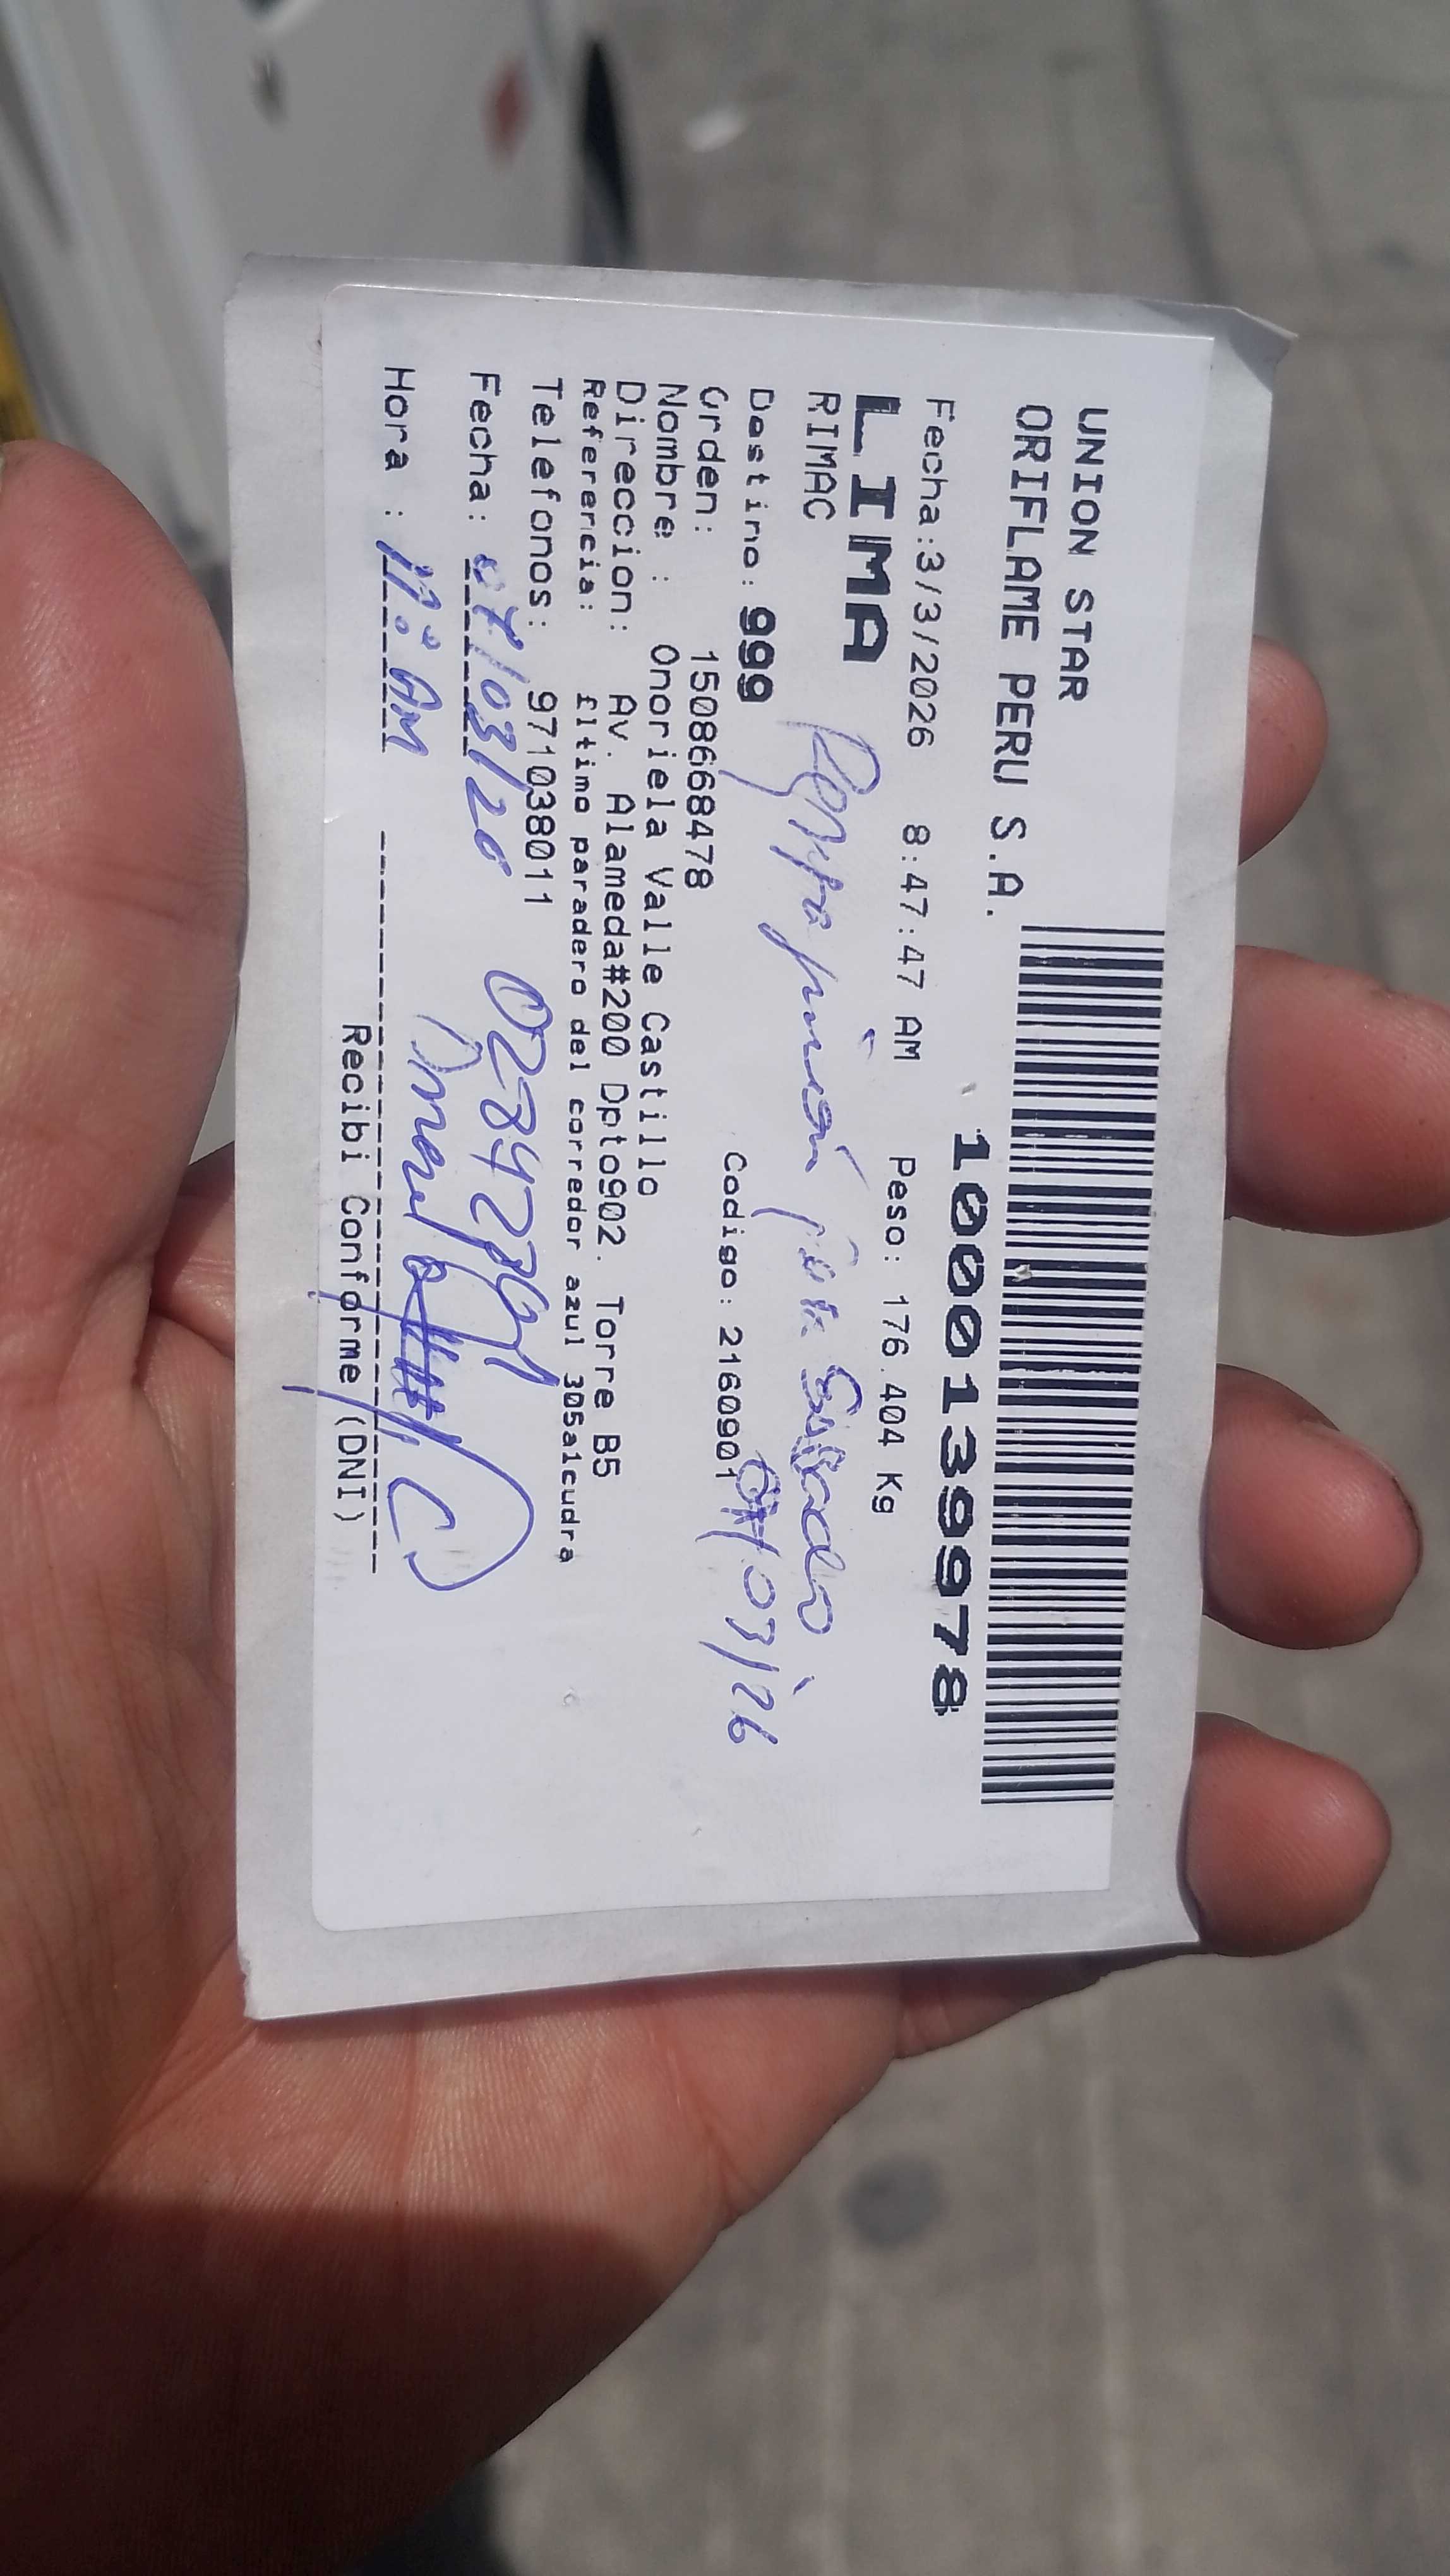 UNION STAR
ORIFLAME PERU S.A.
1000139978
Fecha:3/3/2026 8:47:47 AM Peso: 176.404 Kg
LIMA
RIMAC
Reprogramación para Sabado
07/03/26
Destino: 999
Codigo: 2160901
Orden: 1508668478
Nombre : Onoriela Valle Castillo
Direccion: Av. Alameda#200 Dpto902. Torre B5
Referencia: £ltimo paradero del corredor azul 305alcudra
Telefonos: 971038011
Fecha: 07/03/26
Hora : 11: AM
Recibi Conforme (DNI)